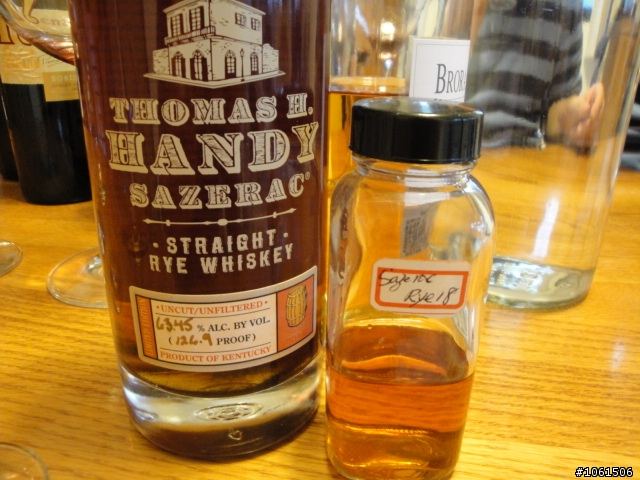 THOMAS H.
HANDY
SAZERAC®
· STRAIGHT ·
RYE WHISKEY
· UNCUT/UNFILTERED ·
63.45 % ALC. BY VOL.
(126.9 PROOF)
PRODUCT OF KENTUCKY
BRORA
Sazerac
Rye 18
#1061506